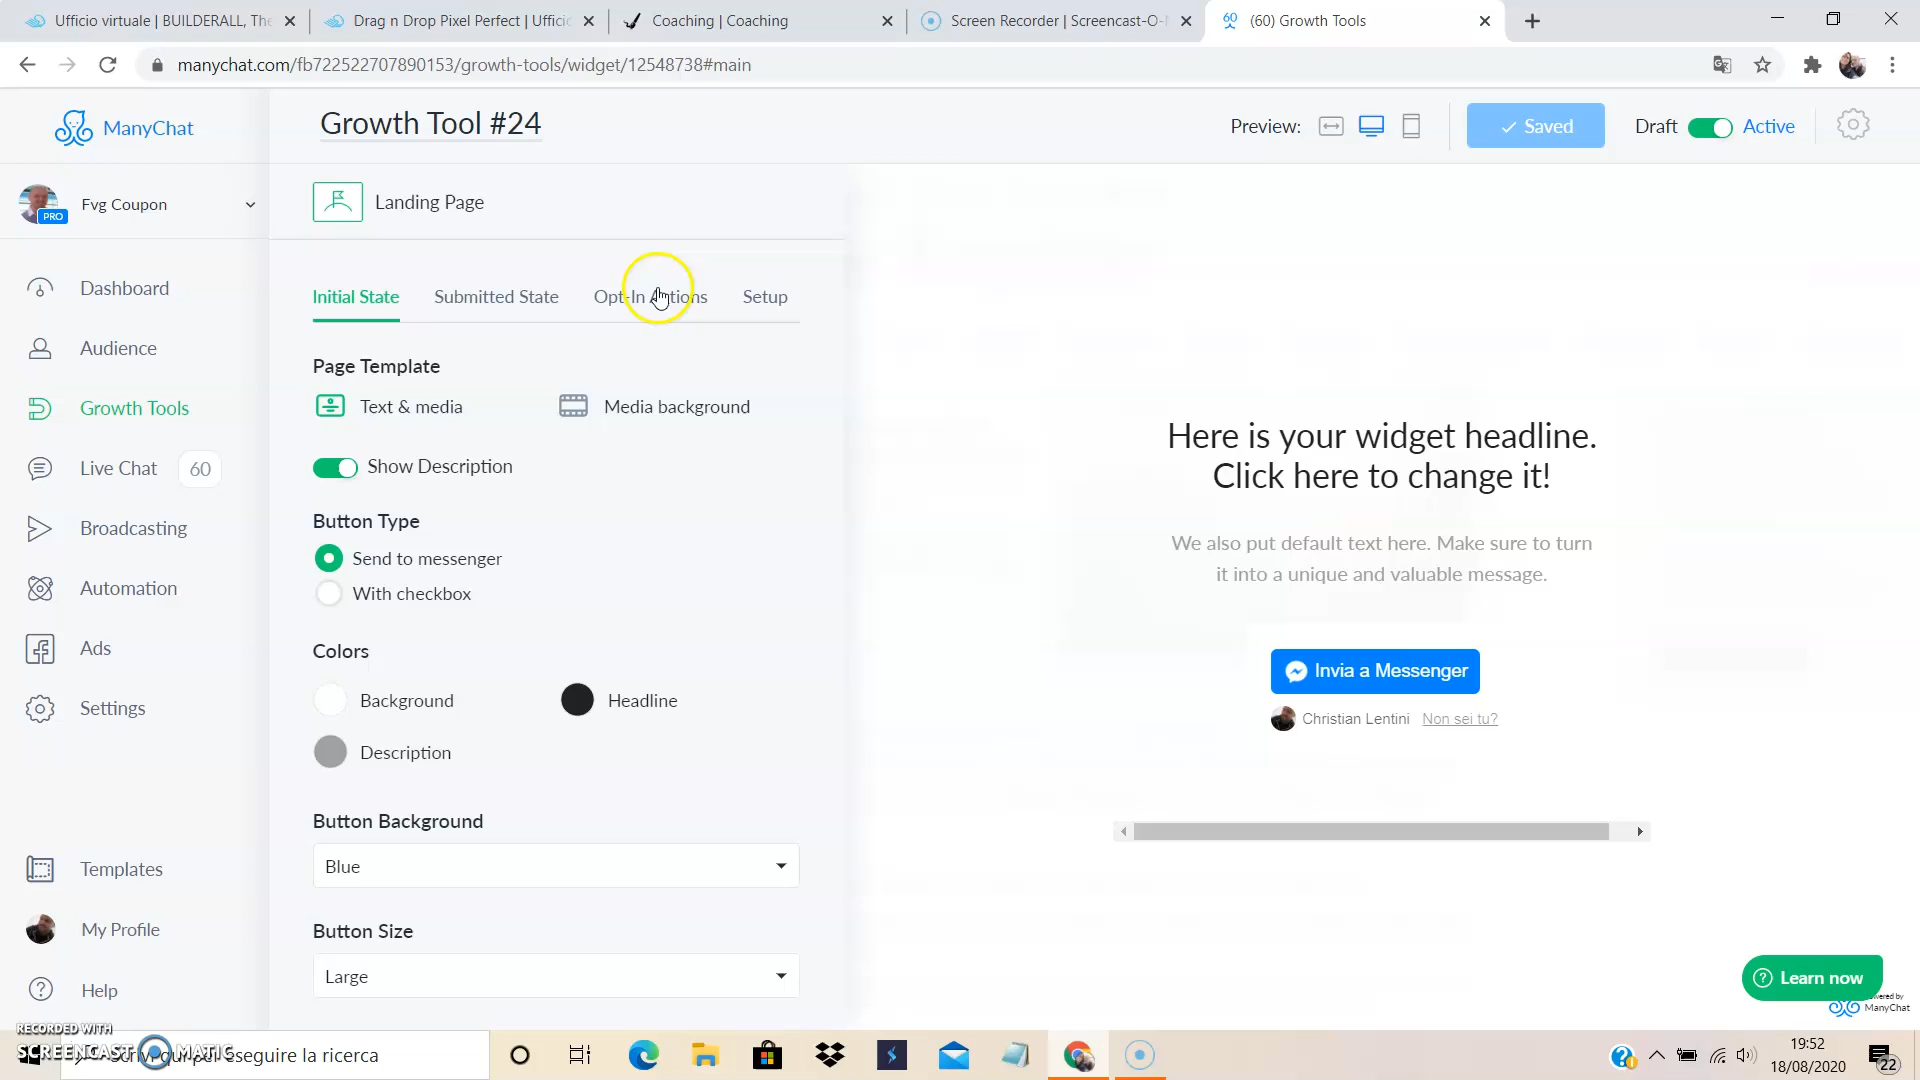 Ufficio virtuale | BUILDERALL, The
Drag n Drop Pixel Perfect | Uffici
Coaching | Coaching
Screen Recorder | Screencast-O-
(60) Growth Tools
manychat.com/fb722522707890153/growth-tools/widget/12548738#main
ManyChat
Growth Tool #24
Preview:
Saved
Draft
Active
PRO
Fvg Coupon
Landing Page
Dashboard
Audience
Growth Tools
Live Chat
60
Broadcasting
Automation
Ads
Settings
Templates
My Profile
Help
Initial State
Submitted State
Opt-In Actions
Setup
Page Template
Text & media
Media background
Show Description
Button Type
Send to messenger
With checkbox
Colors
Background
Headline
Description
Button Background
Blue
Button Size
Large
Here is your widget headline.
Click here to change it!
We also put default text here. Make sure to turn
it into a unique and valuable message.
Invia a Messenger
Christian Lentini Non sei tu?
Learn now
ManyChat
RECORDED WITH
SCREENCAST MATIC
eseguire la ricerca
19:52
18/08/2020
22